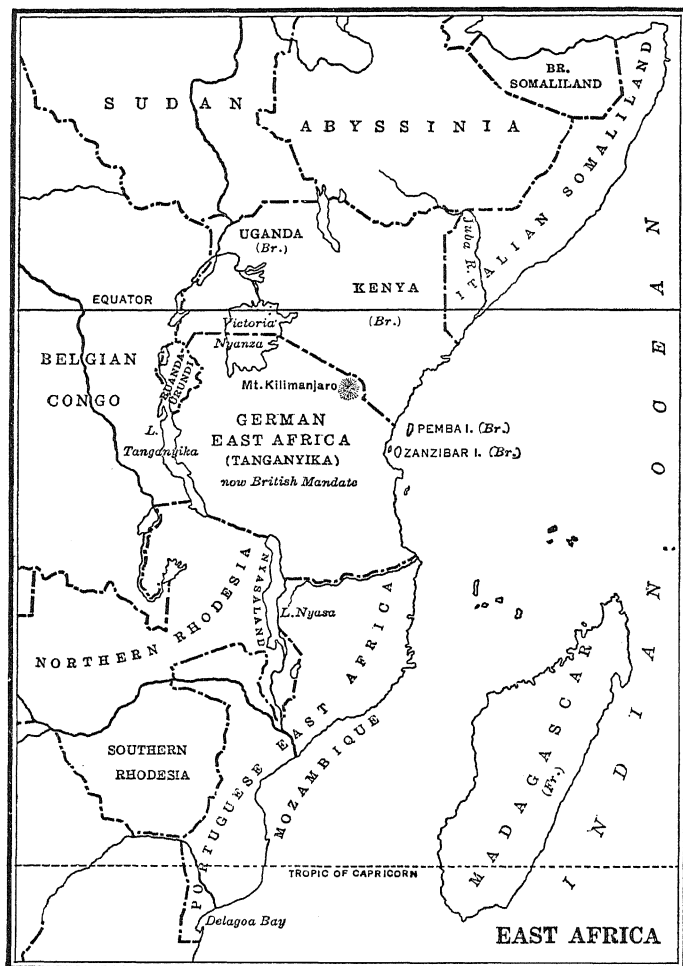 SUDAN
BR.
SOMALILAND
ABYSSINIA
ITALIAN SOMALILAND
UGANDA
(Br.)
Juba R.
KENYA
(Br.)
EQUATOR
Victoria
Nyanza
BELGIAN
CONGO
RUANDA-
URUNDI
Mt. Kilimanjaro
GERMAN
EAST AFRICA
(TANGANYIKA)
now British Mandate
L.
Tanganyika
PEMBA I. (Br.)
ZANZIBAR I. (Br.)
INDIAN OCEAN
NYASALAND
L. Nyasa
NORTHERN RHODESIA
PORTUGUESE EAST AFRICA
MOZAMBIQUE
SOUTHERN
RHODESIA
MADAGASCAR
(Fr.)
TROPIC OF CAPRICORN
Delagoa Bay
EAST AFRICA